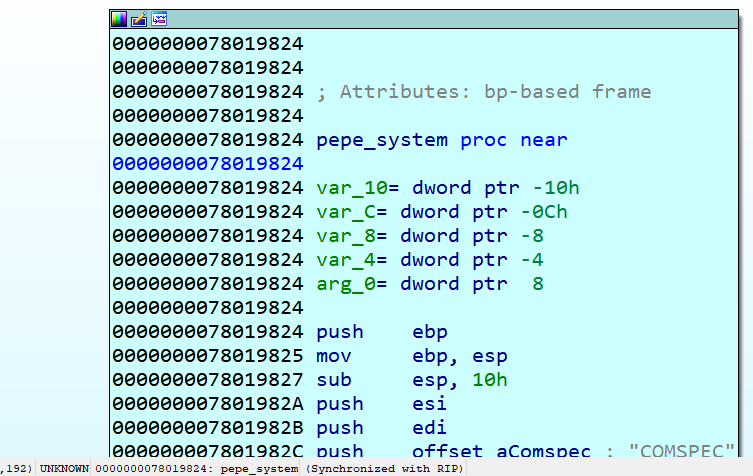 0000000078019824
0000000078019824
0000000078019824 ; Attributes: bp-based frame
0000000078019824
0000000078019824 pepe_system proc near
0000000078019824
0000000078019824 var_10= dword ptr -10h
0000000078019824 var_C= dword ptr -0Ch
0000000078019824 var_8= dword ptr -8
0000000078019824 var_4= dword ptr -4
0000000078019824 arg_0= dword ptr  8
0000000078019824
0000000078019824 push    ebp
0000000078019825 mov     ebp, esp
0000000078019827 sub     esp, 10h
000000007801982A push    esi
000000007801982B push    edi
000000007801982C push    offset aComspec ; "COMSPEC"
,192) UNKNOWN 0000000078019824: pepe_system (Synchronized with RIP)